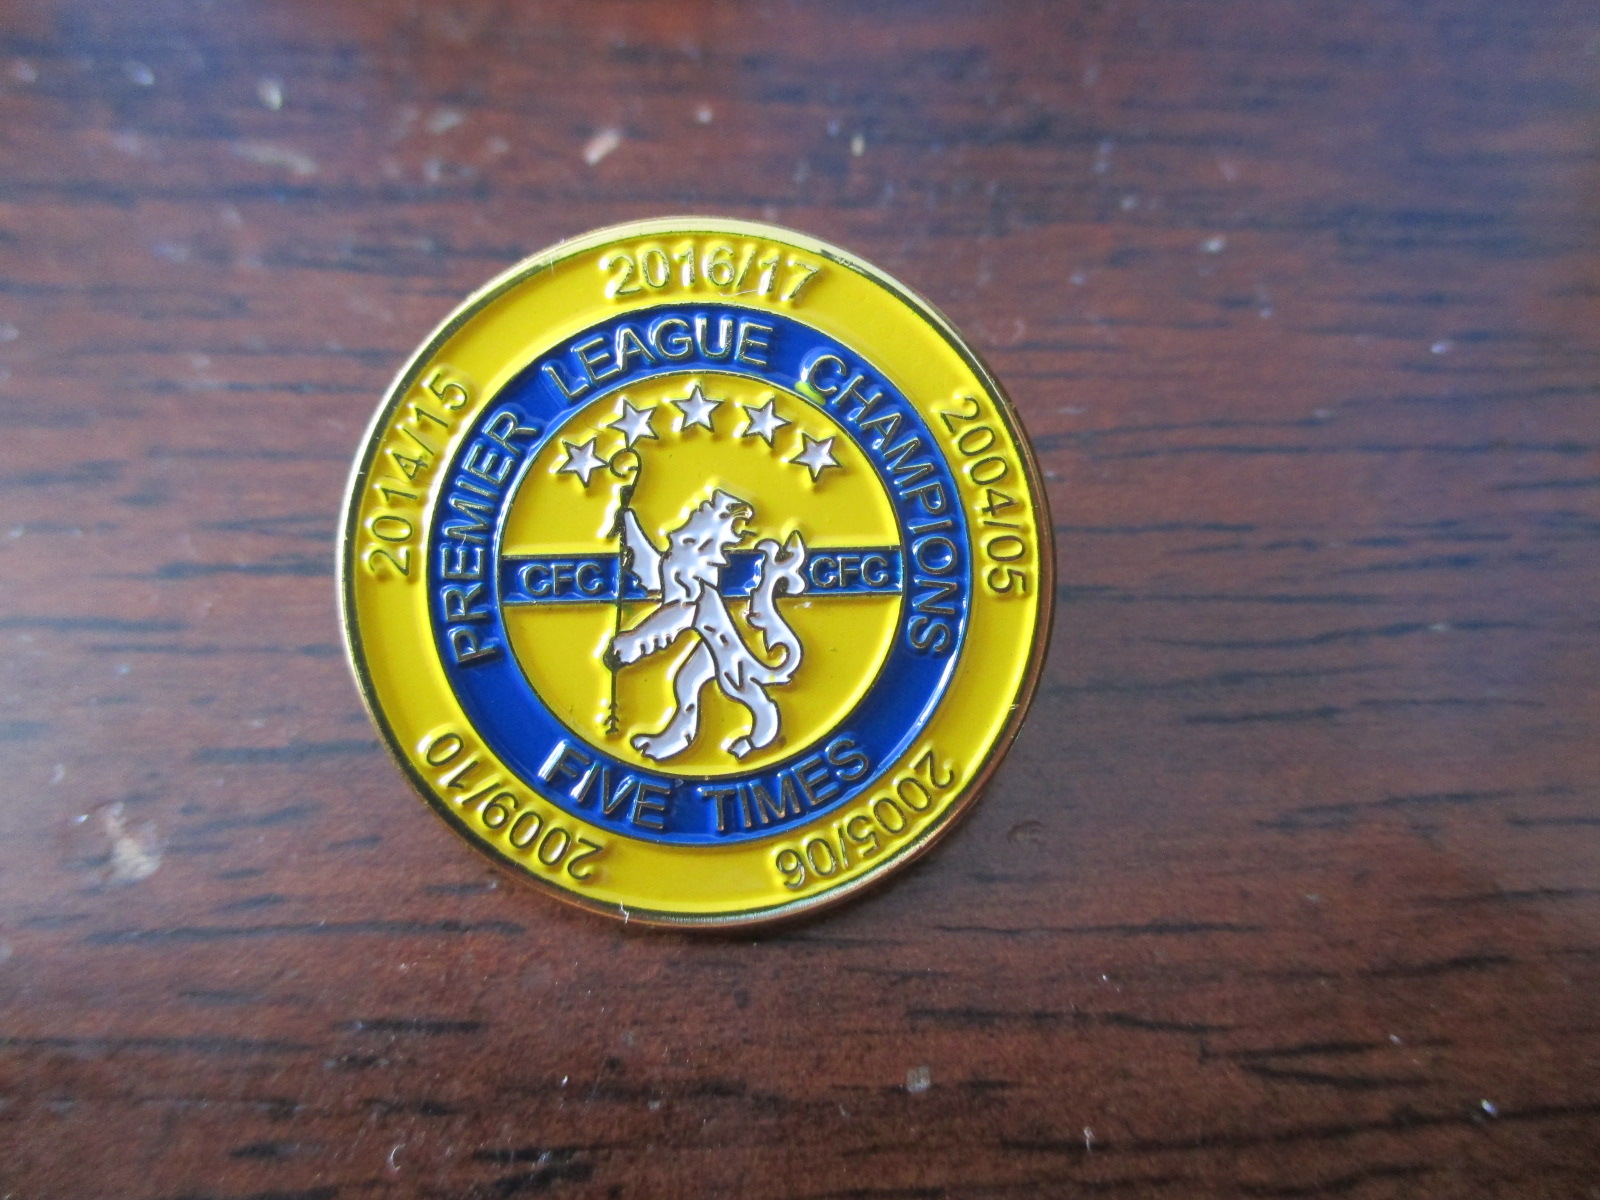 2016/17
2004/05
2005/06
2009/10
2014/15
PREMIER LEAGUE CHAMPIONS
FIVE TIMES
CFC CFC